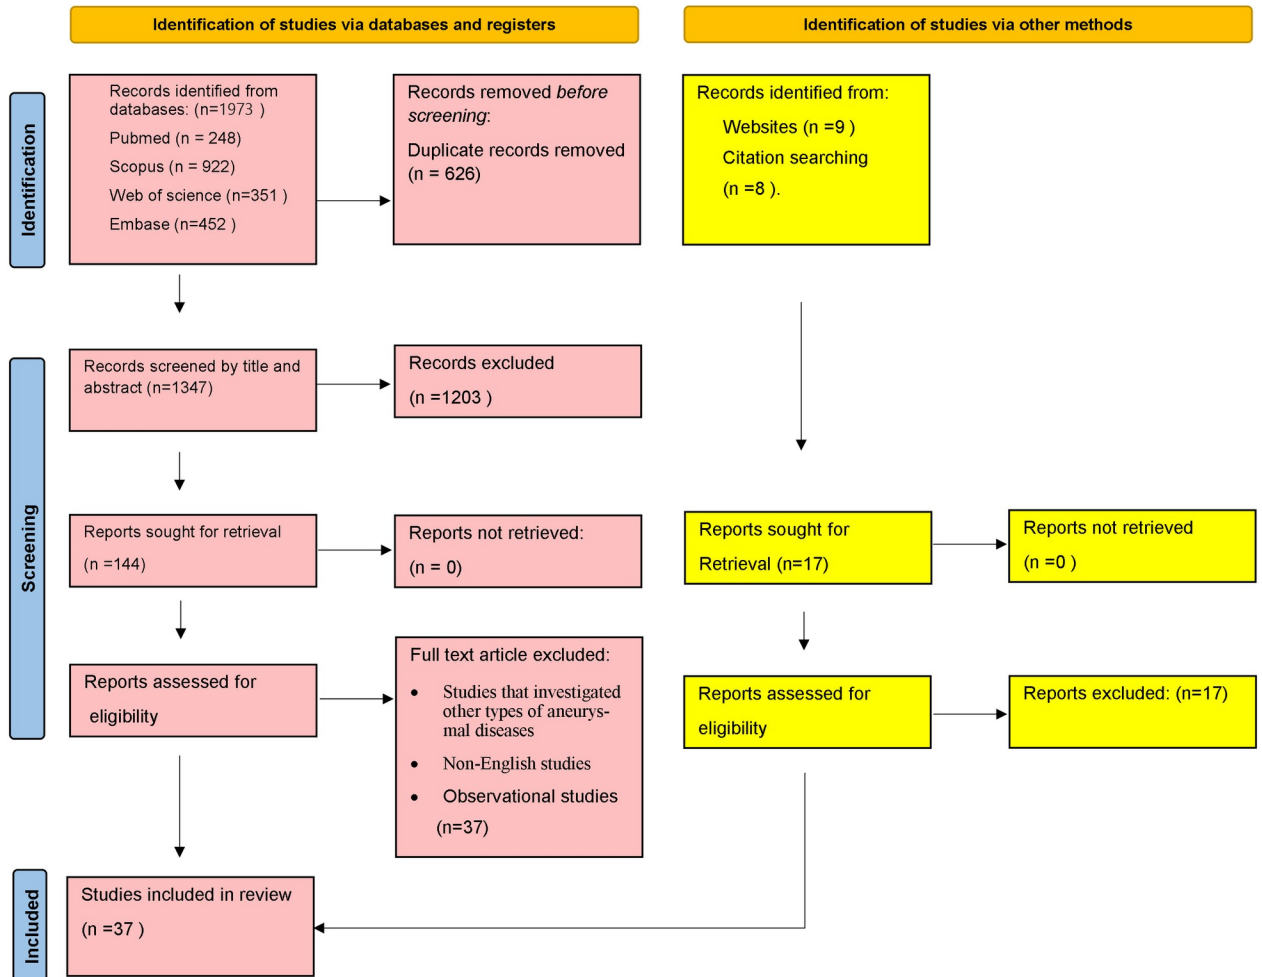 Identification of studies via databases and registers
Identification of studies via other methods
Identification
Records identified from
databases: (n=1973 )
Pubmed (n = 248)
Scopus (n = 922)
Web of science (n=351 )
Embase (n=452 )
Records removed before
screening:
Duplicate records removed
(n = 626)
Records identified from:
Websites (n =9 )
Citation searching
(n =8 ).
Screening
Records screened by title and
abstract (n=1347)
Records excluded
(n =1203 )
Reports sought for retrieval
(n =144)
Reports not retrieved:
(n = 0)
Reports sought for
Retrieval (n=17)
Reports not retrieved
(n =0 )
Reports assessed for
eligibility
Full text article excluded:
• Studies that investigated
other types of aneurys-
mal diseases
• Non-English studies
• Observational studies
(n=37)
Reports assessed for
eligibility
Reports excluded: (n=17)
Included
Studies included in review
(n =37 )